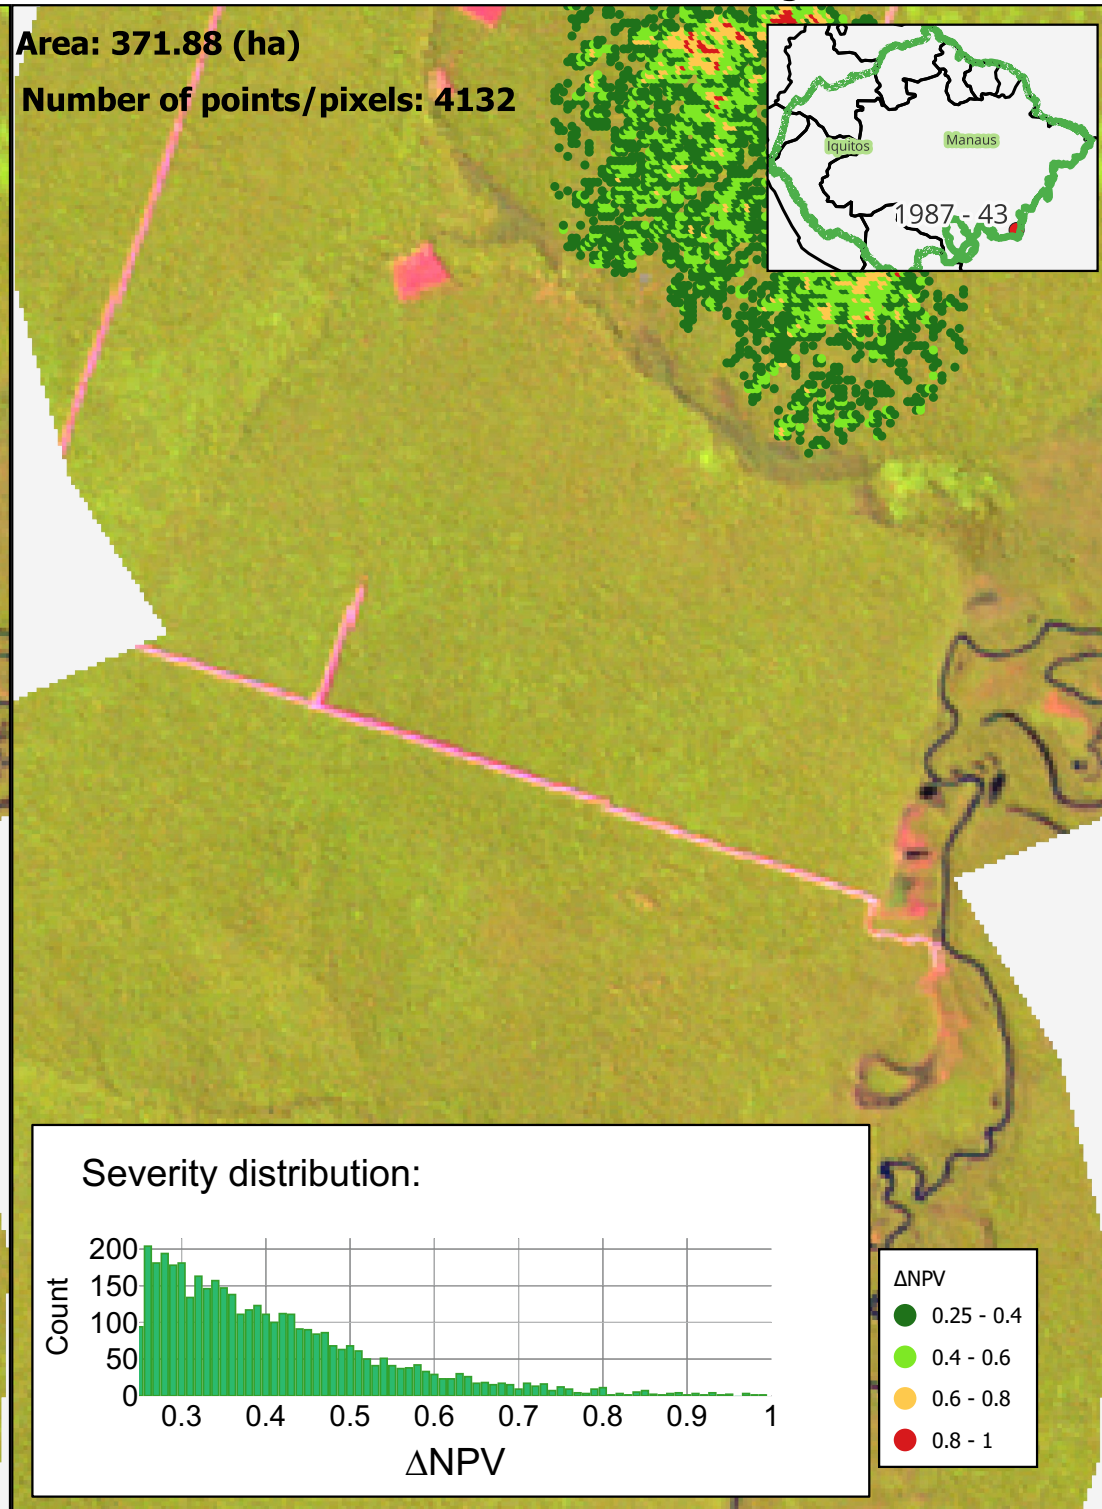 Area: 371.88 (ha)
Number of points/pixels: 4132
Iquitos
Manaus
1987 - 43
Severity distribution:
200
150
100
50
0
Count
0.3 0.4 0.5 0.6 0.7 0.8 0.9 1
ΔNPV
ΔNPV
0.25 - 0.4
0.4 - 0.6
0.6 - 0.8
0.8 - 1